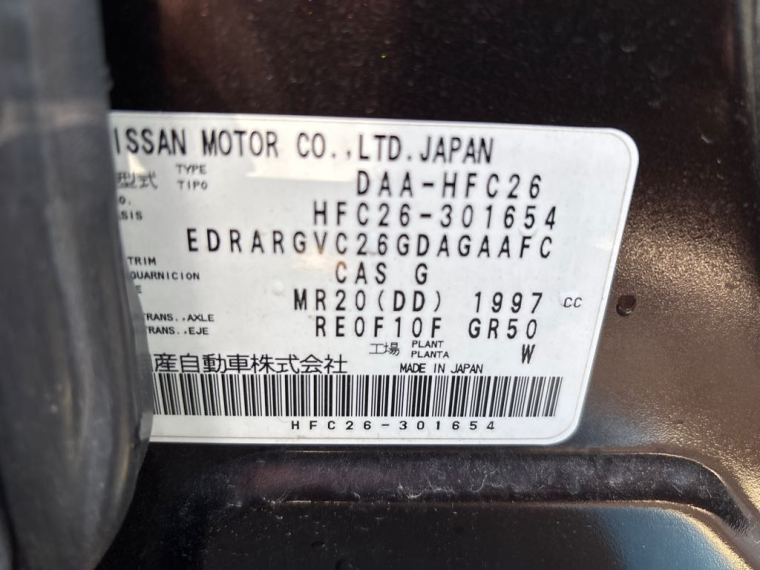 ISSAN MOTOR CO.,LTD.JAPAN
型式 TYPE TIPO DAA-HFC26
O. SIS HFC26-301654
EDRARGVC26GDAGAAFC
TRIM GUARNICION CAS G
E MR20(DD) 1997 CC
TRANS.,AXLE TRANS.,EJE RE0F10F GR50
工場 PLANT PLANTA W
産自動車株式会社 MADE IN JAPAN
HFC26-301654